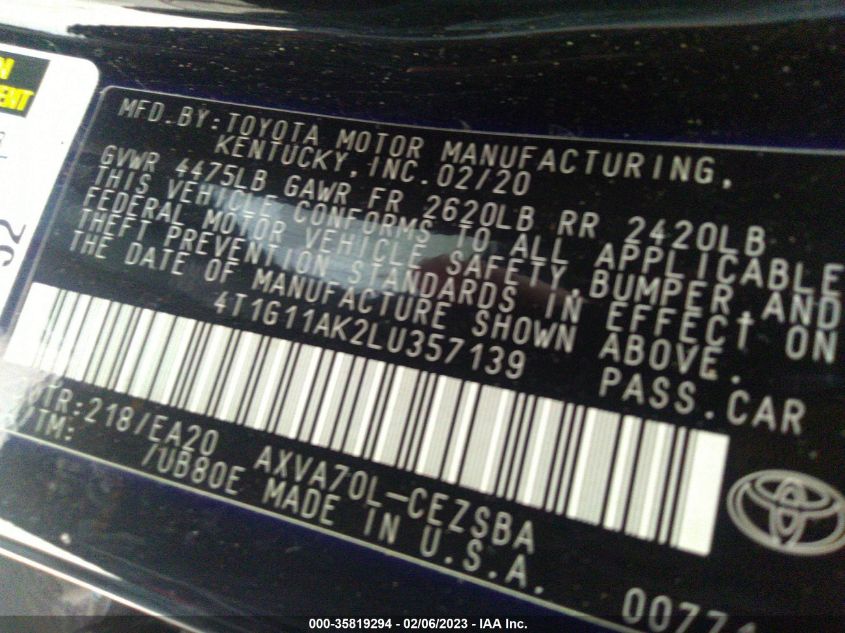 MFD.BY:TOYOTA MOTOR MANUFACTURING,
KENTUCKY,INC.02/20
GVWR 4475LB GAWR FR 2620LB RR 2420LB
THIS VEHICLE CONFORMS TO ALL APPLICABLE
FEDERAL MOTOR VEHICLE SAFETY,BUMPER,AND
THEFT PREVENTION STANDARDS IN EFFECT ON
THE DATE OF MANUFACTURE SHOWN ABOVE.
4T1G11AK2LU357139 PASS.CAR
TR:218/EA20 AXVA70L-CEZSBA
/TM: /UB80E MADE IN U.S.A.
000-35819294 - 02/06/2023 - IAA Inc.